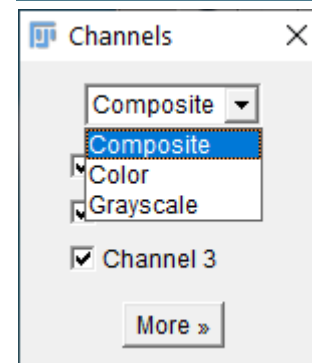 Channels
Composite
Composite
Color
Grayscale
Channel 3
More »